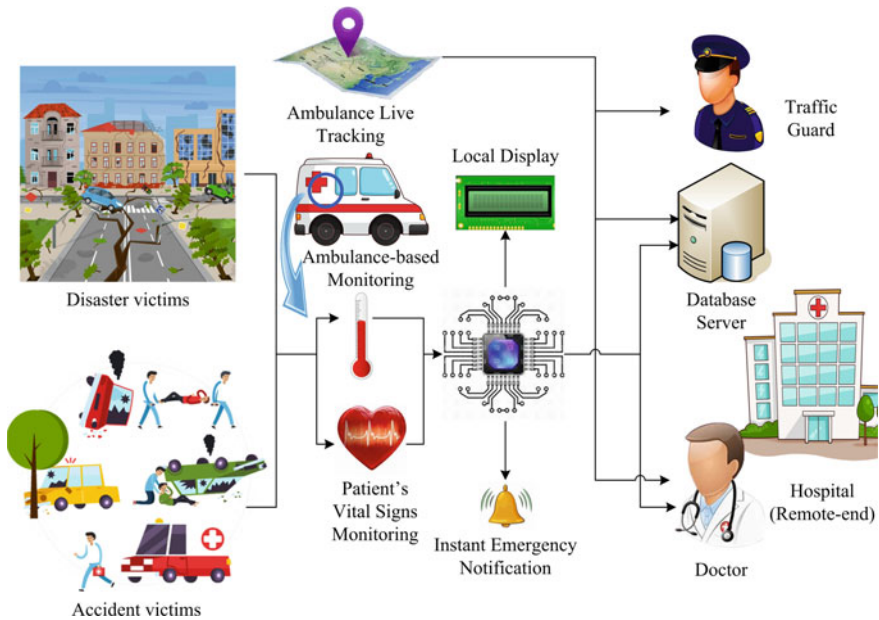 Ambulance Live
Tracking
Traffic
Guard
Local Display
Ambulance-based
Monitoring
Disaster victims
Database
Server
Patient's
Vital Signs
Monitoring
Instant Emergency
Notification
Hospital
(Remote-end)
Doctor
Accident victims